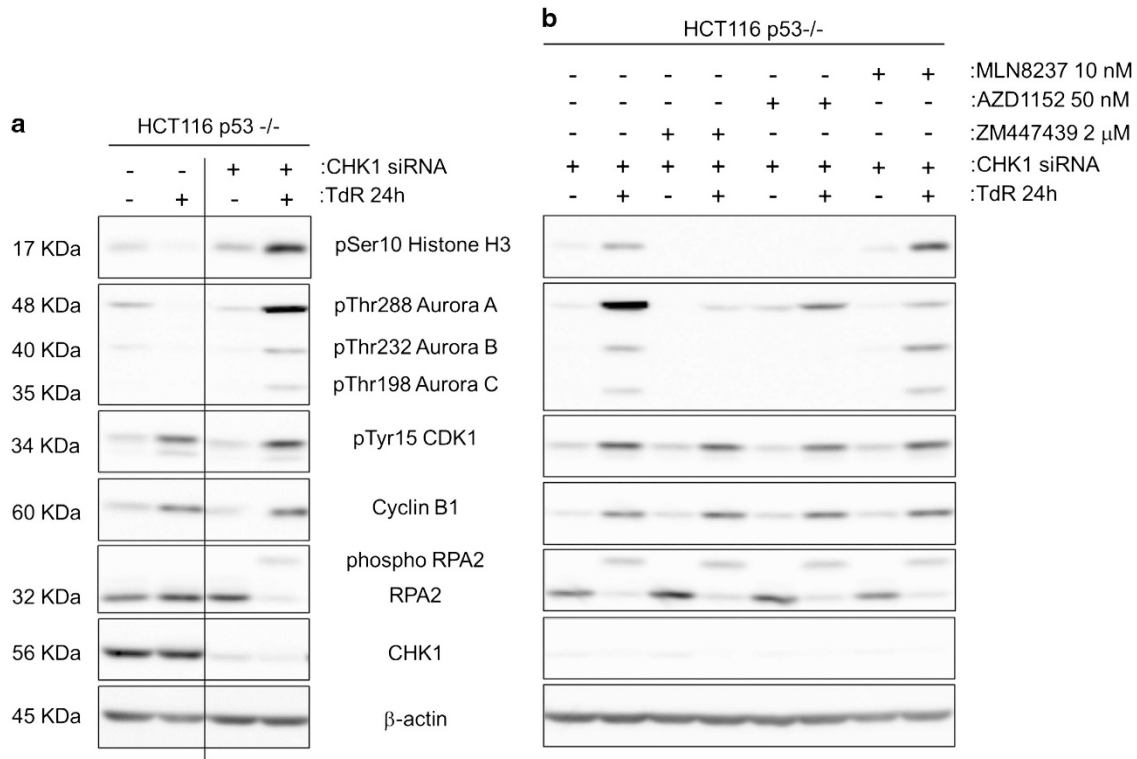 a
HCT116 p53 -/-
- - + + :CHK1 siRNA
- + - + :TdR 24h
17 KDa pSer10 Histone H3
48 KDa pThr288 Aurora A
40 KDa pThr232 Aurora B
35 KDa pThr198 Aurora C
34 KDa pTyr15 CDK1
60 KDa Cyclin B1
phospho RPA2
32 KDa RPA2
56 KDa CHK1
45 KDa β-actin
b
HCT116 p53-/-
- - - - - - + + :MLN8237 10 nM
- - - - + + - - :AZD1152 50 nM
- - + + - - - - :ZM447439 2 μM
+ + + + + + + + :CHK1 siRNA
- + - + - + - + :TdR 24h